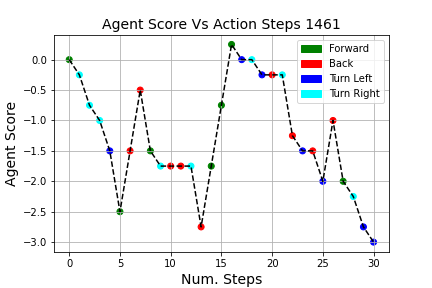 Agent Score Vs Action Steps 1461
Forward
Back
Turn Left
Turn Right
Agent Score
0.0
−0.5
−1.0
−1.5
−2.0
−2.5
−3.0
0 5 10 15 20 25 30
Num. Steps